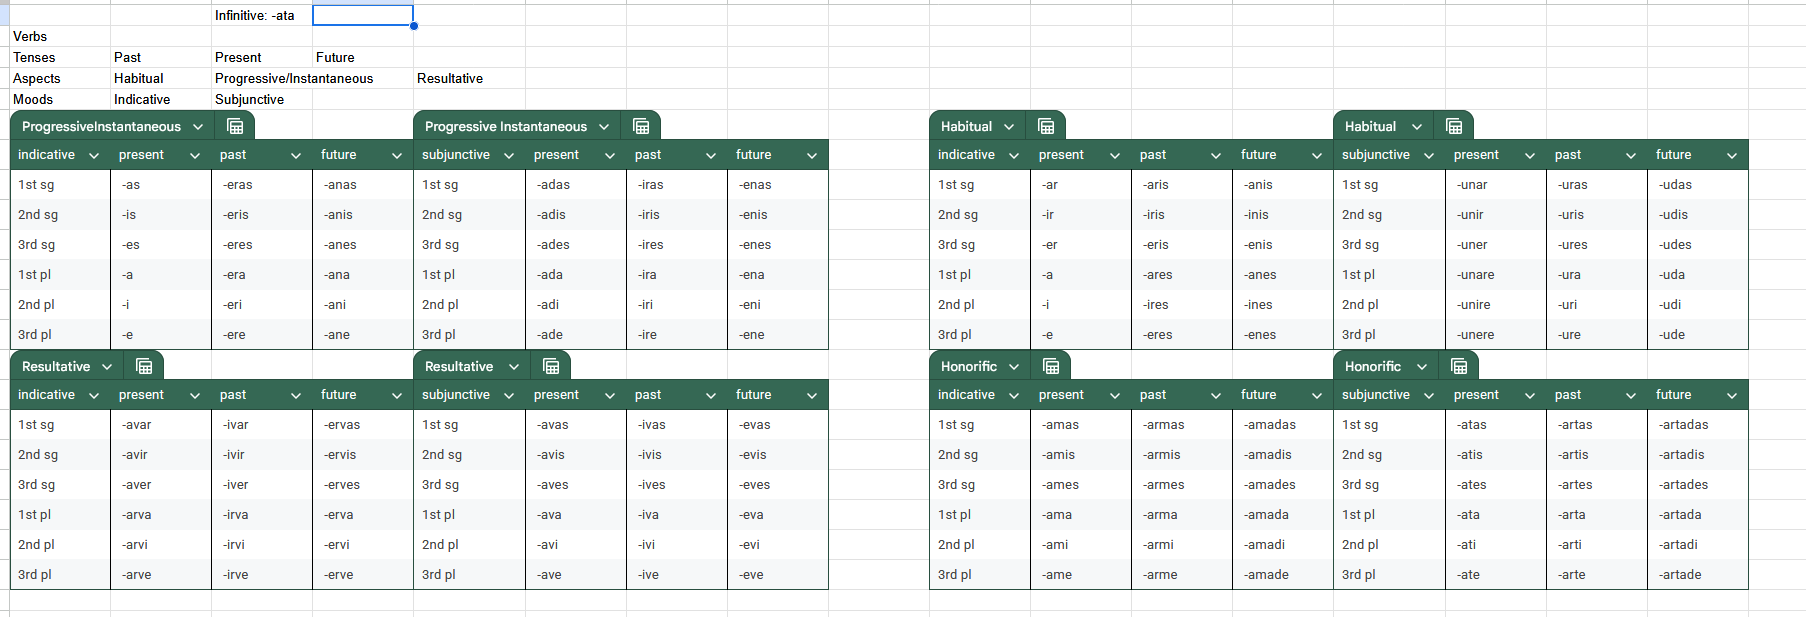 Infinitive: -ata
Verbs
Tenses Past Present Future
Aspects Habitual Progressive/Instantaneous Resultative
Moods Indicative Subjunctive
ProgressiveInstantaneous Progressive Instantaneous Habitual Habitual
indicative present past future subjunctive present past future indicative present past future subjunctive present past future
1st sg -as -eras -anas 1st sg -adas -iras -enas 1st sg -ar -aris -anis 1st sg -unar -uras -udas
2nd sg -is -eris -anis 2nd sg -adis -iris -enis 2nd sg -ir -iris -inis 2nd sg -unir -uris -udis
3rd sg -es -eres -anes 3rd sg -ades -ires -enes 3rd sg -er -eris -enis 3rd sg -uner -ures -udes
1st pl -a -era -ana 1st pl -ada -ira -ena 1st pl -a -ares -anes 1st pl -unare -ura -uda
2nd pl -i -eri -ani 2nd pl -adi -iri -eni 2nd pl -i -ires -ines 2nd pl -unire -uri -udi
3rd pl -e -ere -ane 3rd pl -ade -ire -ene 3rd pl -e -eres -enes 3rd pl -unere -ure -ude
Resultative Resultative Honorific Honorific
indicative present past future subjunctive present past future indicative present past future subjunctive present past future
1st sg -avar -ivar -ervas 1st sg -avas -ivas -evas 1st sg -amas -armas -amadas 1st sg -atas -artas -artadas
2nd sg -avir -ivir -ervis 2nd sg -avis -ivis -evis 2nd sg -amis -armis -amadis 2nd sg -atis -artis -artadis
3rd sg -aver -iver -erves 3rd sg -aves -ives -eves 3rd sg -ames -armes -amades 3rd sg -ates -artes -artades
1st pl -arva -irva -erva 1st pl -ava -iva -eva 1st pl -ama -arma -amada 1st pl -ata -arta -artada
2nd pl -arvi -irvi -ervi 2nd pl -avi -ivi -evi 2nd pl -ami -armi -amadi 2nd pl -ati -arti -artadi
3rd pl -arve -irve -erve 3rd pl -ave -ive -eve 3rd pl -ame -arme -amade 3rd pl -ate -arte -artade